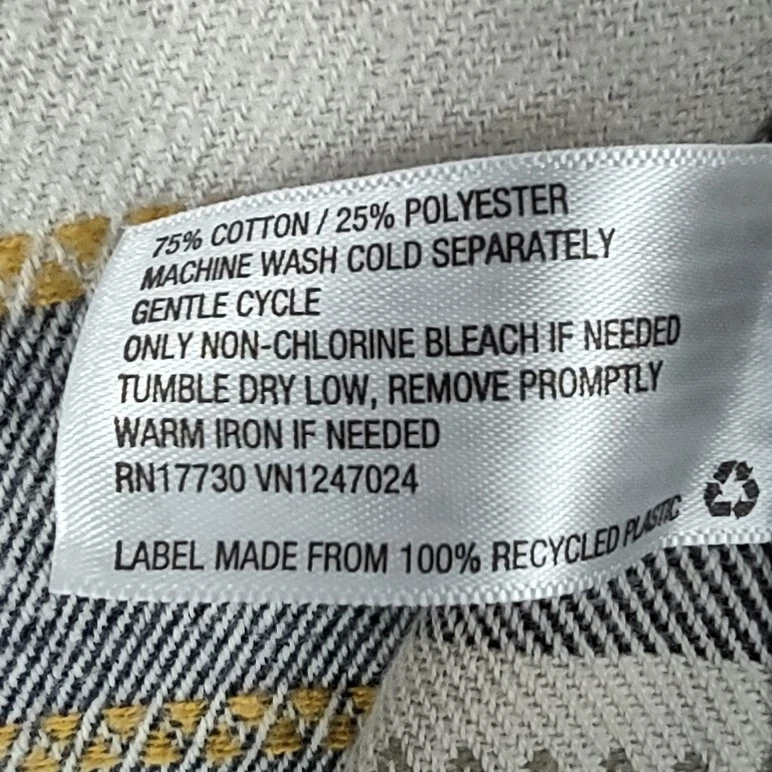 75% COTTON / 25% POLYESTER
MACHINE WASH COLD SEPARATELY
GENTLE CYCLE
ONLY NON-CHLORINE BLEACH IF NEEDED
TUMBLE DRY LOW, REMOVE PROMPTLY
WARM IRON IF NEEDED
RN17730 VN1247024
LABEL MADE FROM 100% RECYCLED PLASTIC